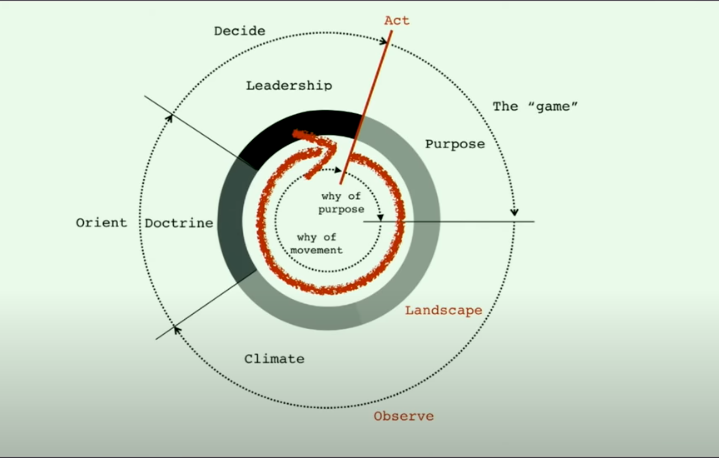 Act
Decide
Leadership
The “game”
Purpose
why of
purpose
Orient
Doctrine
why of
movement
Landscape
Climate
Observe